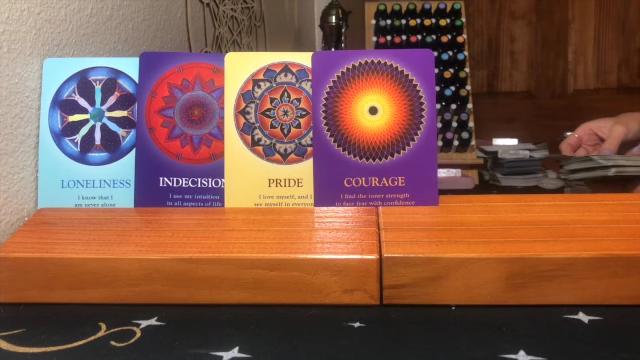 LONELINESS
I know that I
are never alone
INDECISION
I use my intuition
in all aspects of life
PRIDE
I love myself, and I
see myself in everyone
COURAGE
I find the inner strength
to face fear with confidence